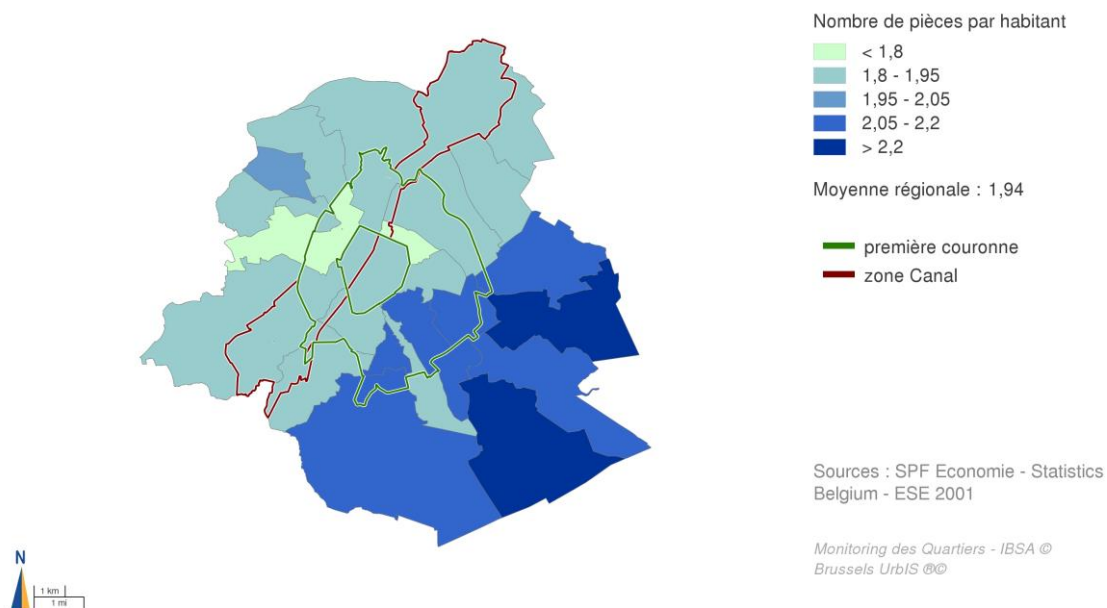 Nombre de pièces par habitant
< 1,8
1,8 - 1,95
1,95 - 2,05
2,05 - 2,2
> 2,2
Moyenne régionale : 1,94
première couronne
zone Canal
Sources : SPF Economie - Statistics
Belgium - ESE 2001
Monitoring des Quartiers - IBSA ©
Brussels UrbIS ®©
N
1 km
1 mi